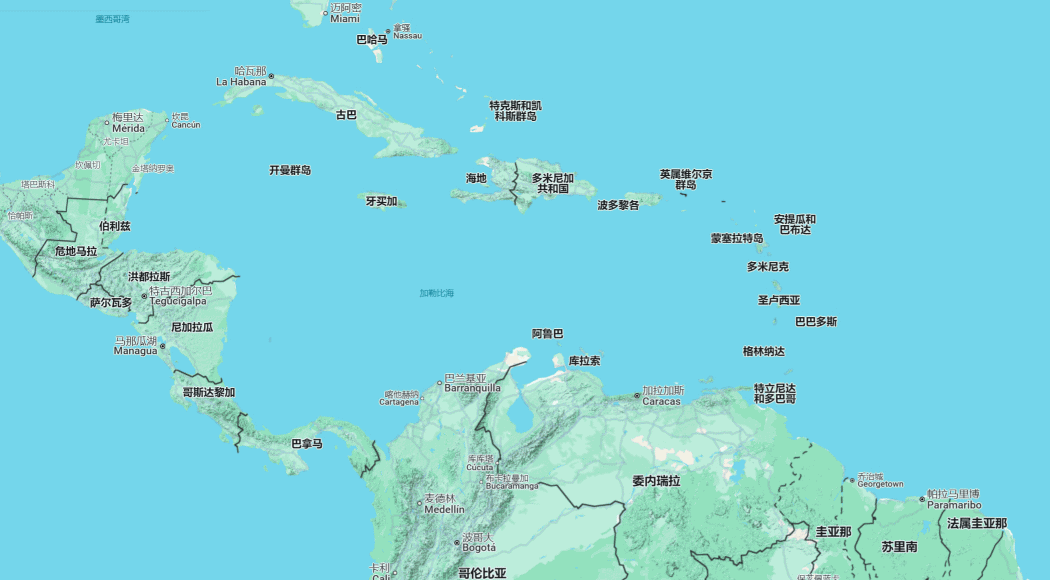 迈阿密
Miami
墨西哥湾
拿骚
Nassau
巴哈马
哈瓦那
La Habana
特克斯和凯
科斯群岛
古巴
梅里达
Mérida
坎昆
Cancún
尤卡坦
坎佩切
金塔纳罗奥
开曼群岛
海地
多米尼加
共和国
英属维尔京
群岛
塔巴斯科
牙买加
波多黎各
恰帕斯
伯利兹
安提瓜和
巴布达
蒙塞拉特岛
危地马拉
多米尼克
洪都拉斯
特古西加尔巴
Tegucigalpa
加勒比海
萨尔瓦多
圣卢西亚
尼加拉瓜
巴巴多斯
马那瓜湖
Managua
阿鲁巴
格林纳达
库拉索
巴兰基亚
Barranquilla
哥斯达黎加
喀他赫纳
Cartagena
加拉加斯
Caracas
特立尼达
和多巴哥
巴拿马
库库塔
Cúcuta
布卡拉曼加
Bucaramanga
委内瑞拉
乔治城
Georgetown
麦德林
Medellín
帕拉马里博
Paramaribo
法属圭亚那
圭亚那
波哥大
Bogotá
苏里南
卡利
Cali
哥伦比亚